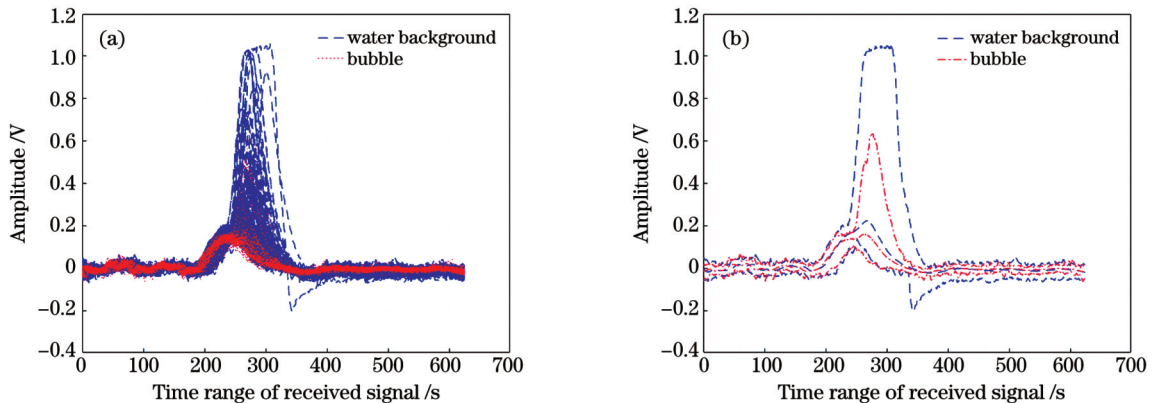 (a)
water background
bubble
1.2
1.0
0.8
0.6
0.4
0.2
0
−0.2
−0.4
0 100 200 300 400 500 600 700
Amplitude /V
Time range of received signal /s
(b)
water background
bubble
1.2
1.0
0.8
0.6
0.4
0.2
0
−0.2
−0.4
0 100 200 300 400 500 600 700
Amplitude /V
Time range of received signal /s